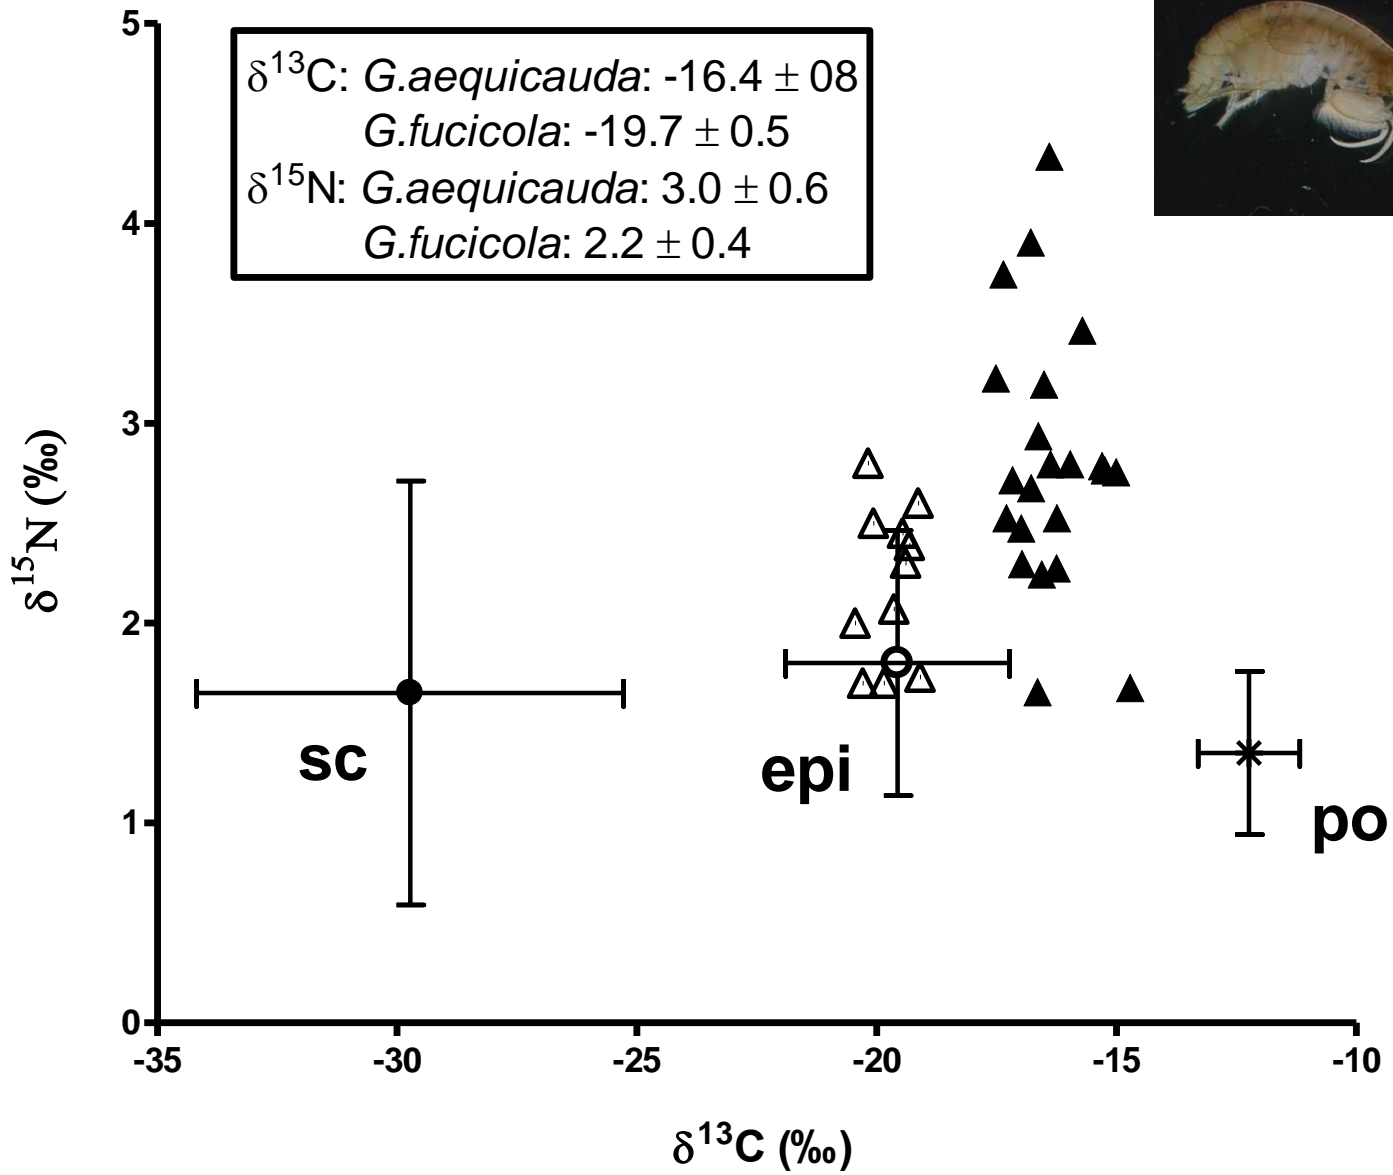 δ¹³C: G.aequicauda: -16.4 ± 08
G.fucicola: -19.7 ± 0.5
δ¹⁵N: G.aequicauda: 3.0 ± 0.6
G.fucicola: 2.2 ± 0.4
5
4
3
2
1
0
δ¹⁵N (‰)
sc
epi
po
-35
-30
-25
-20
-15
-10
δ¹³C (‰)